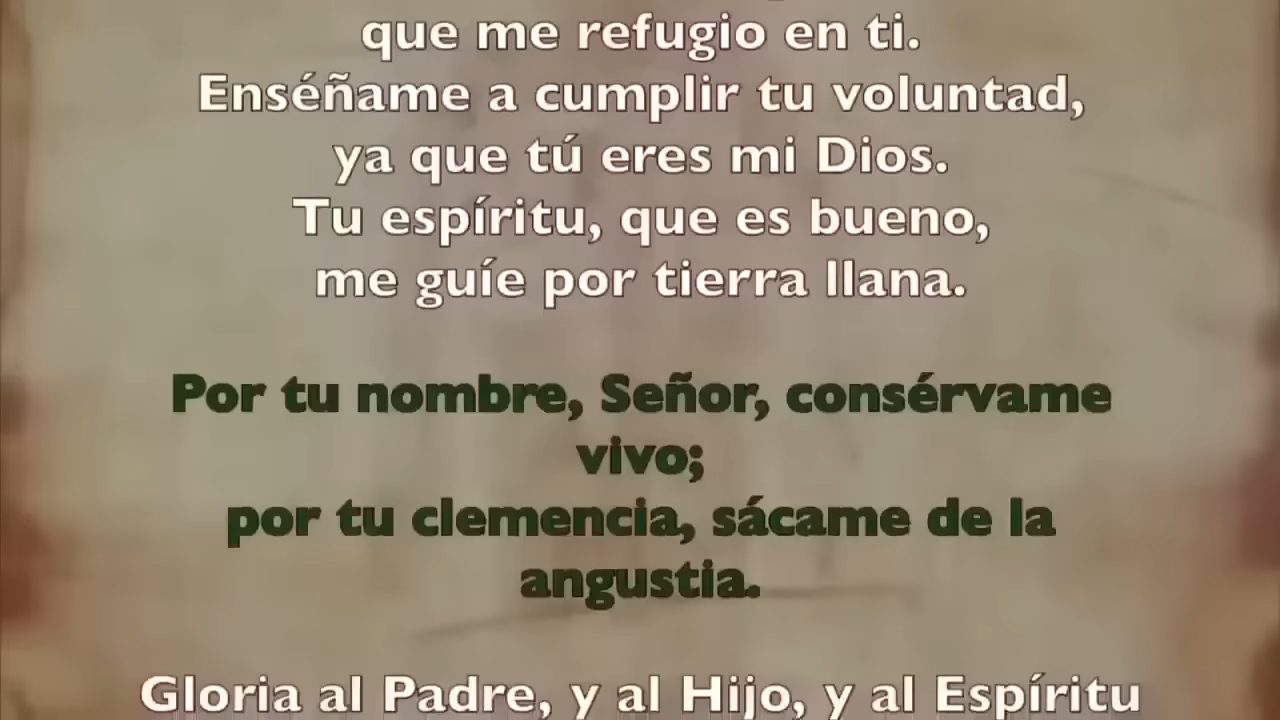 que me refugio en ti.
Enséñame a cumplir tu voluntad,
ya que tú eres mi Dios.
Tu espíritu, que es bueno,
me guíe por tierra llana.
Por tu nombre, Señor, consérvame
vivo;
por tu clemencia, sácame de la
angustia.
Gloria al Padre, y al Hijo, y al Espíritu